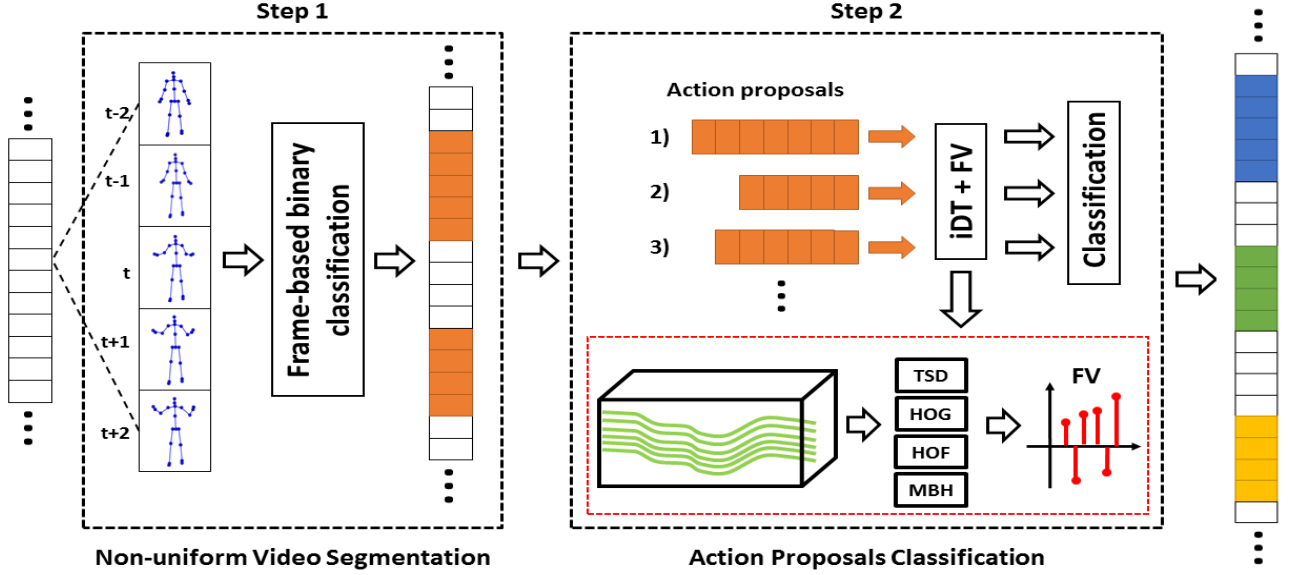 Step 1
Step 2
t-2
t-1
t
t+1
t+2
Frame-based binary
classification
Action proposals
1)
2)
3)
iDT + FV
Classification
TSD
HOG
HOF
MBH
FV
Non-uniform Video Segmentation
Action Proposals Classification